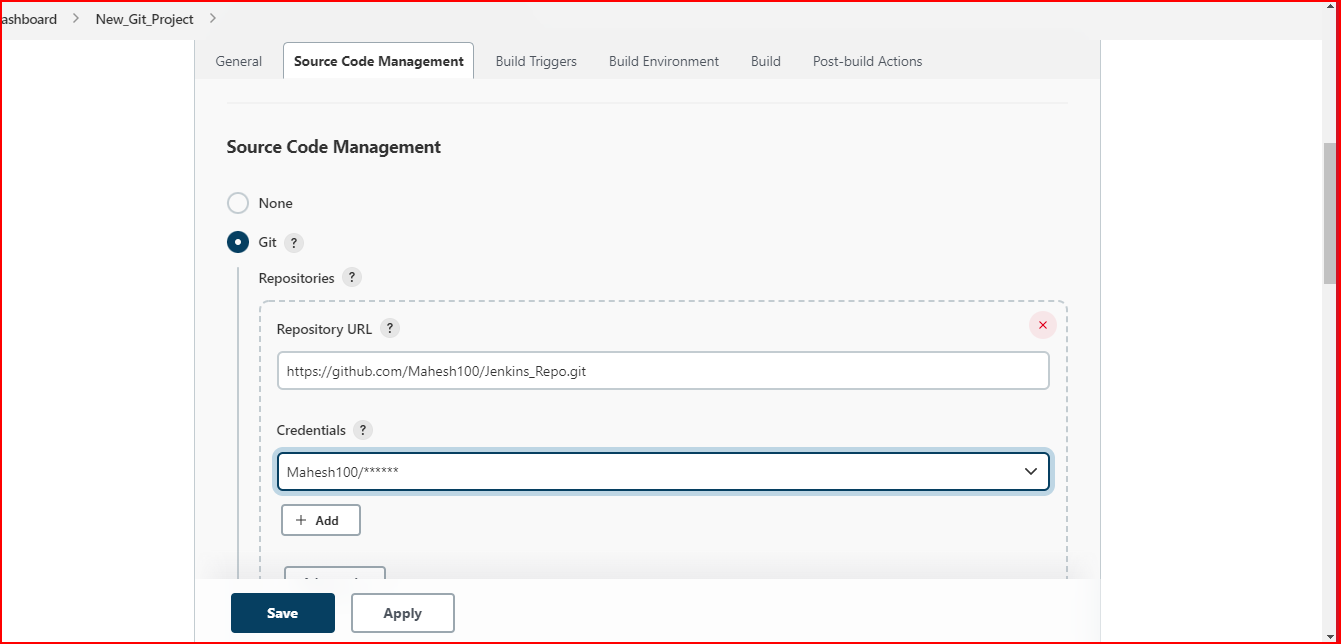 ashboard > New_Git_Project >
General Source Code Management Build Triggers Build Environment Build Post-build Actions
Source Code Management
None
Git ?
Repositories ?
Repository URL ?
https://github.com/Mahesh100/Jenkins_Repo.git
Credentials ?
Mahesh100/******
+ Add
Save Apply